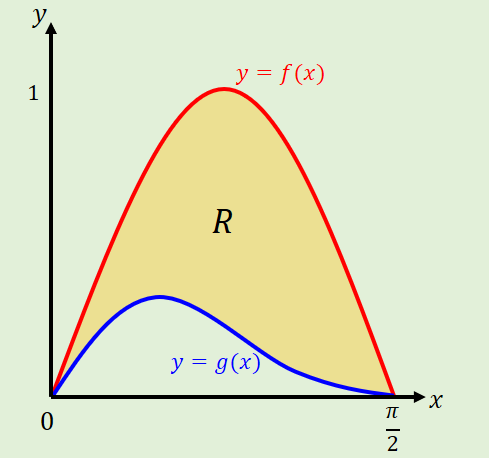 y
y = f(x)
1
R
y = g(x)
x
0
π
2